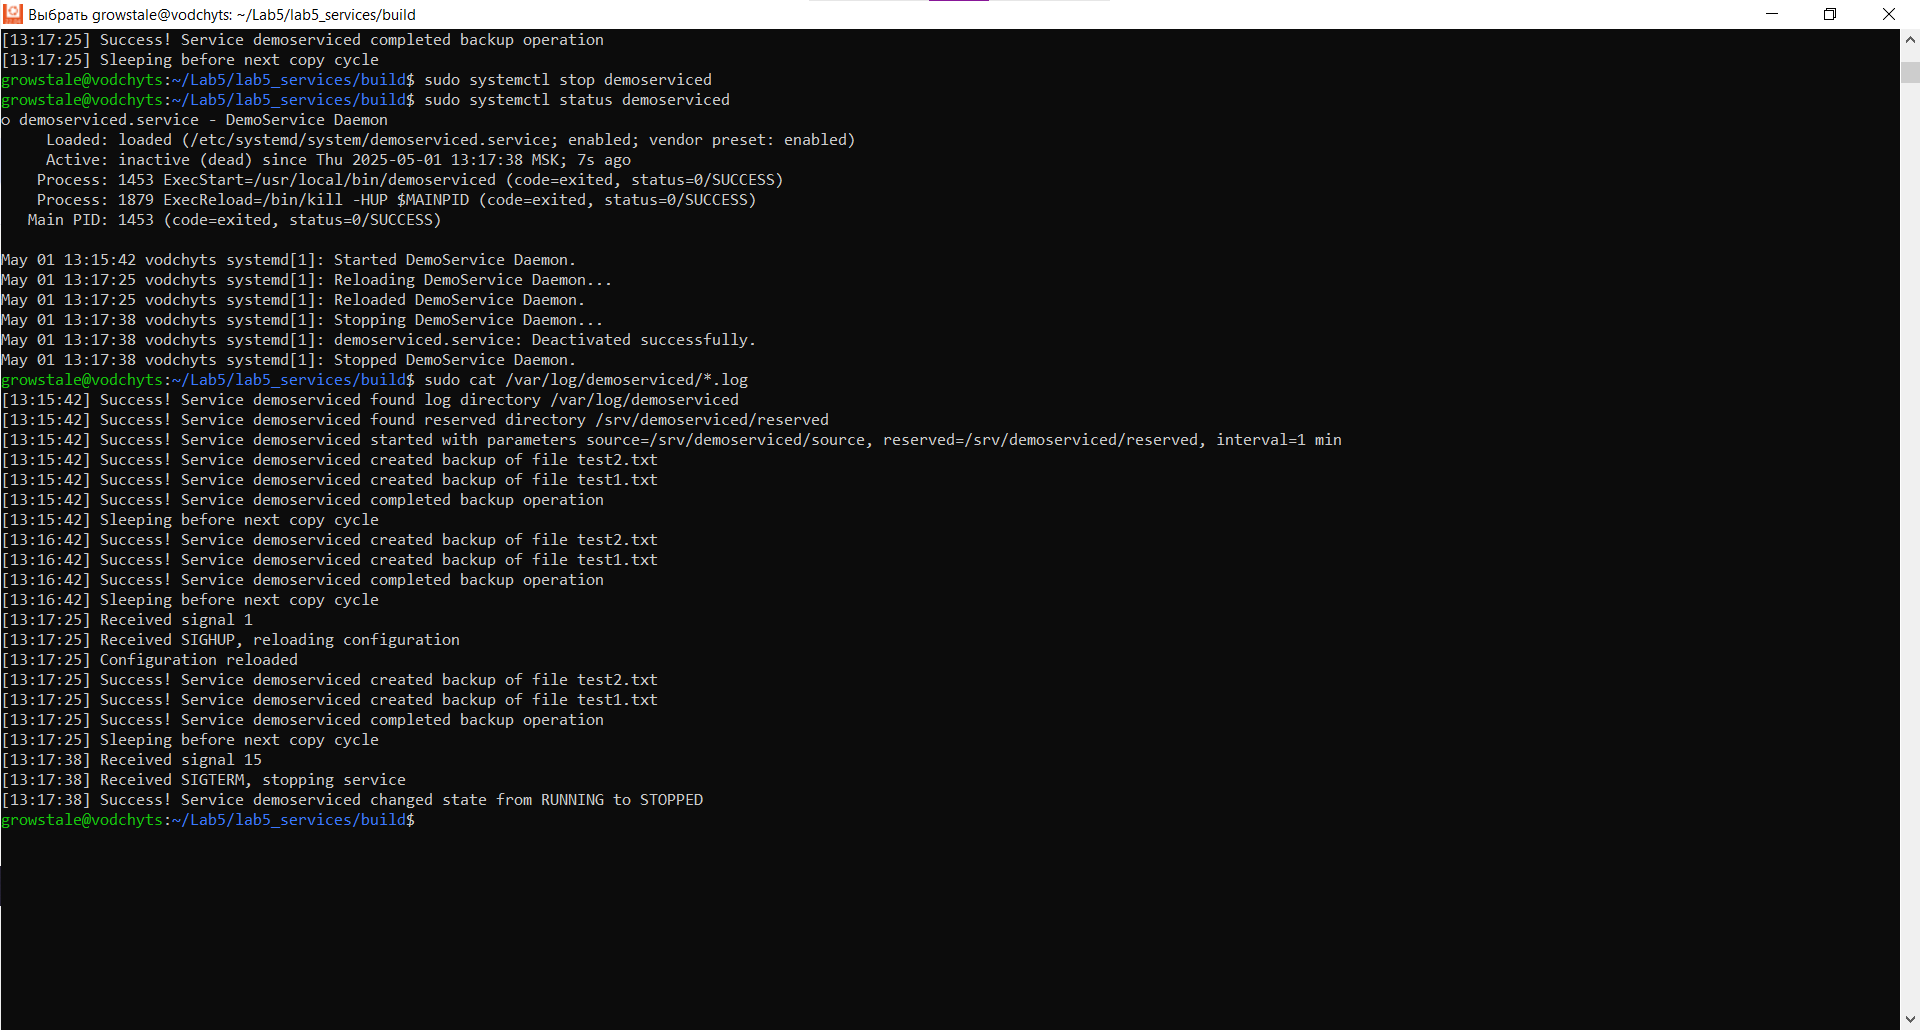 Выбрать growstale@vodchyts: ~/Lab5/lab5_services/build
[13:17:25] Success! Service demoserviced completed backup operation
[13:17:25] Sleeping before next copy cycle
growstale@vodchyts:~/Lab5/lab5_services/build$ sudo systemctl stop demoserviced
growstale@vodchyts:~/Lab5/lab5_services/build$ sudo systemctl status demoserviced
○ demoserviced.service - DemoService Daemon
     Loaded: loaded (/etc/systemd/system/demoserviced.service; enabled; vendor preset: enabled)
     Active: inactive (dead) since Thu 2025-05-01 13:17:38 MSK; 7s ago
    Process: 1453 ExecStart=/usr/local/bin/demoserviced (code=exited, status=0/SUCCESS)
    Process: 1879 ExecReload=/bin/kill -HUP $MAINPID (code=exited, status=0/SUCCESS)
   Main PID: 1453 (code=exited, status=0/SUCCESS)

May 01 13:15:42 vodchyts systemd[1]: Started DemoService Daemon.
May 01 13:17:25 vodchyts systemd[1]: Reloading DemoService Daemon...
May 01 13:17:25 vodchyts systemd[1]: Reloaded DemoService Daemon.
May 01 13:17:38 vodchyts systemd[1]: Stopping DemoService Daemon...
May 01 13:17:38 vodchyts systemd[1]: demoserviced.service: Deactivated successfully.
May 01 13:17:38 vodchyts systemd[1]: Stopped DemoService Daemon.
growstale@vodchyts:~/Lab5/lab5_services/build$ sudo cat /var/log/demoserviced/*.log
[13:15:42] Success! Service demoserviced found log directory /var/log/demoserviced
[13:15:42] Success! Service demoserviced found reserved directory /srv/demoserviced/reserved
[13:15:42] Success! Service demoserviced started with parameters source=/srv/demoserviced/source, reserved=/srv/demoserviced/reserved, interval=1 min
[13:15:42] Success! Service demoserviced created backup of file test2.txt
[13:15:42] Success! Service demoserviced created backup of file test1.txt
[13:15:42] Success! Service demoserviced completed backup operation
[13:15:42] Sleeping before next copy cycle
[13:16:42] Success! Service demoserviced created backup of file test2.txt
[13:16:42] Success! Service demoserviced created backup of file test1.txt
[13:16:42] Success! Service demoserviced completed backup operation
[13:16:42] Sleeping before next copy cycle
[13:17:25] Received signal 1
[13:17:25] Received SIGHUP, reloading configuration
[13:17:25] Configuration reloaded
[13:17:25] Success! Service demoserviced created backup of file test2.txt
[13:17:25] Success! Service demoserviced created backup of file test1.txt
[13:17:25] Success! Service demoserviced completed backup operation
[13:17:25] Sleeping before next copy cycle
[13:17:38] Received signal 15
[13:17:38] Received SIGTERM, stopping service
[13:17:38] Success! Service demoserviced changed state from RUNNING to STOPPED
growstale@vodchyts:~/Lab5/lab5_services/build$